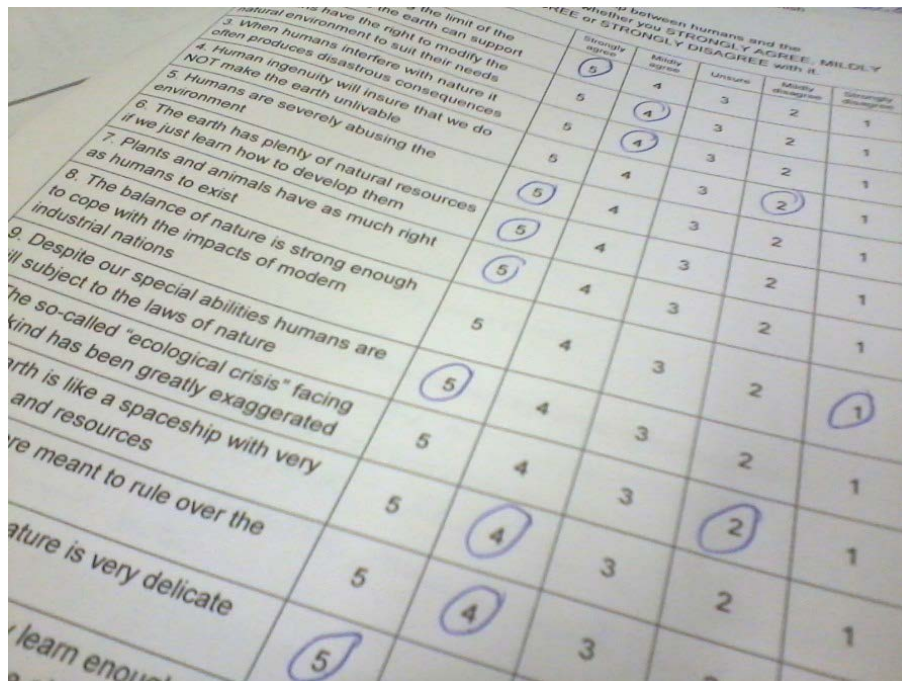 p between humans and the
whether you STRONGLY AGREE, MILDLY
REE or STRONGLY DISAGREE with it.
Strongly agree
Mildly agree
Unsure
Mildly disagree
Strongly disagree
the limit of the
the earth can support
s have the right to modify the
natural environment to suit their needs
5 4 3 2 1
3. When humans interfere with nature it
often produces disastrous consequences
5 4 3 2 1
4. Human ingenuity will insure that we do
NOT make the earth unlivable
5 4 3 2 1
5. Humans are severely abusing the
environment
5 4 3 2 1
6. The earth has plenty of natural resources
if we just learn how to develop them
5 4 3 2 1
7. Plants and animals have as much right
as humans to exist
5 4 3 2 1
8. The balance of nature is strong enough
to cope with the impacts of modern
industrial nations
5 4 3 2 1
9. Despite our special abilities humans are
ill subject to the laws of nature
5 4 3 2 1
he so-called "ecological crisis" facing
kind has been greatly exaggerated
5 4 3 2 1
rth is like a spaceship with very
and resources
5 4 3 2 1
re meant to rule over the
5 4 3 2 1
ature is very delicate
5 4 3
learn enoug